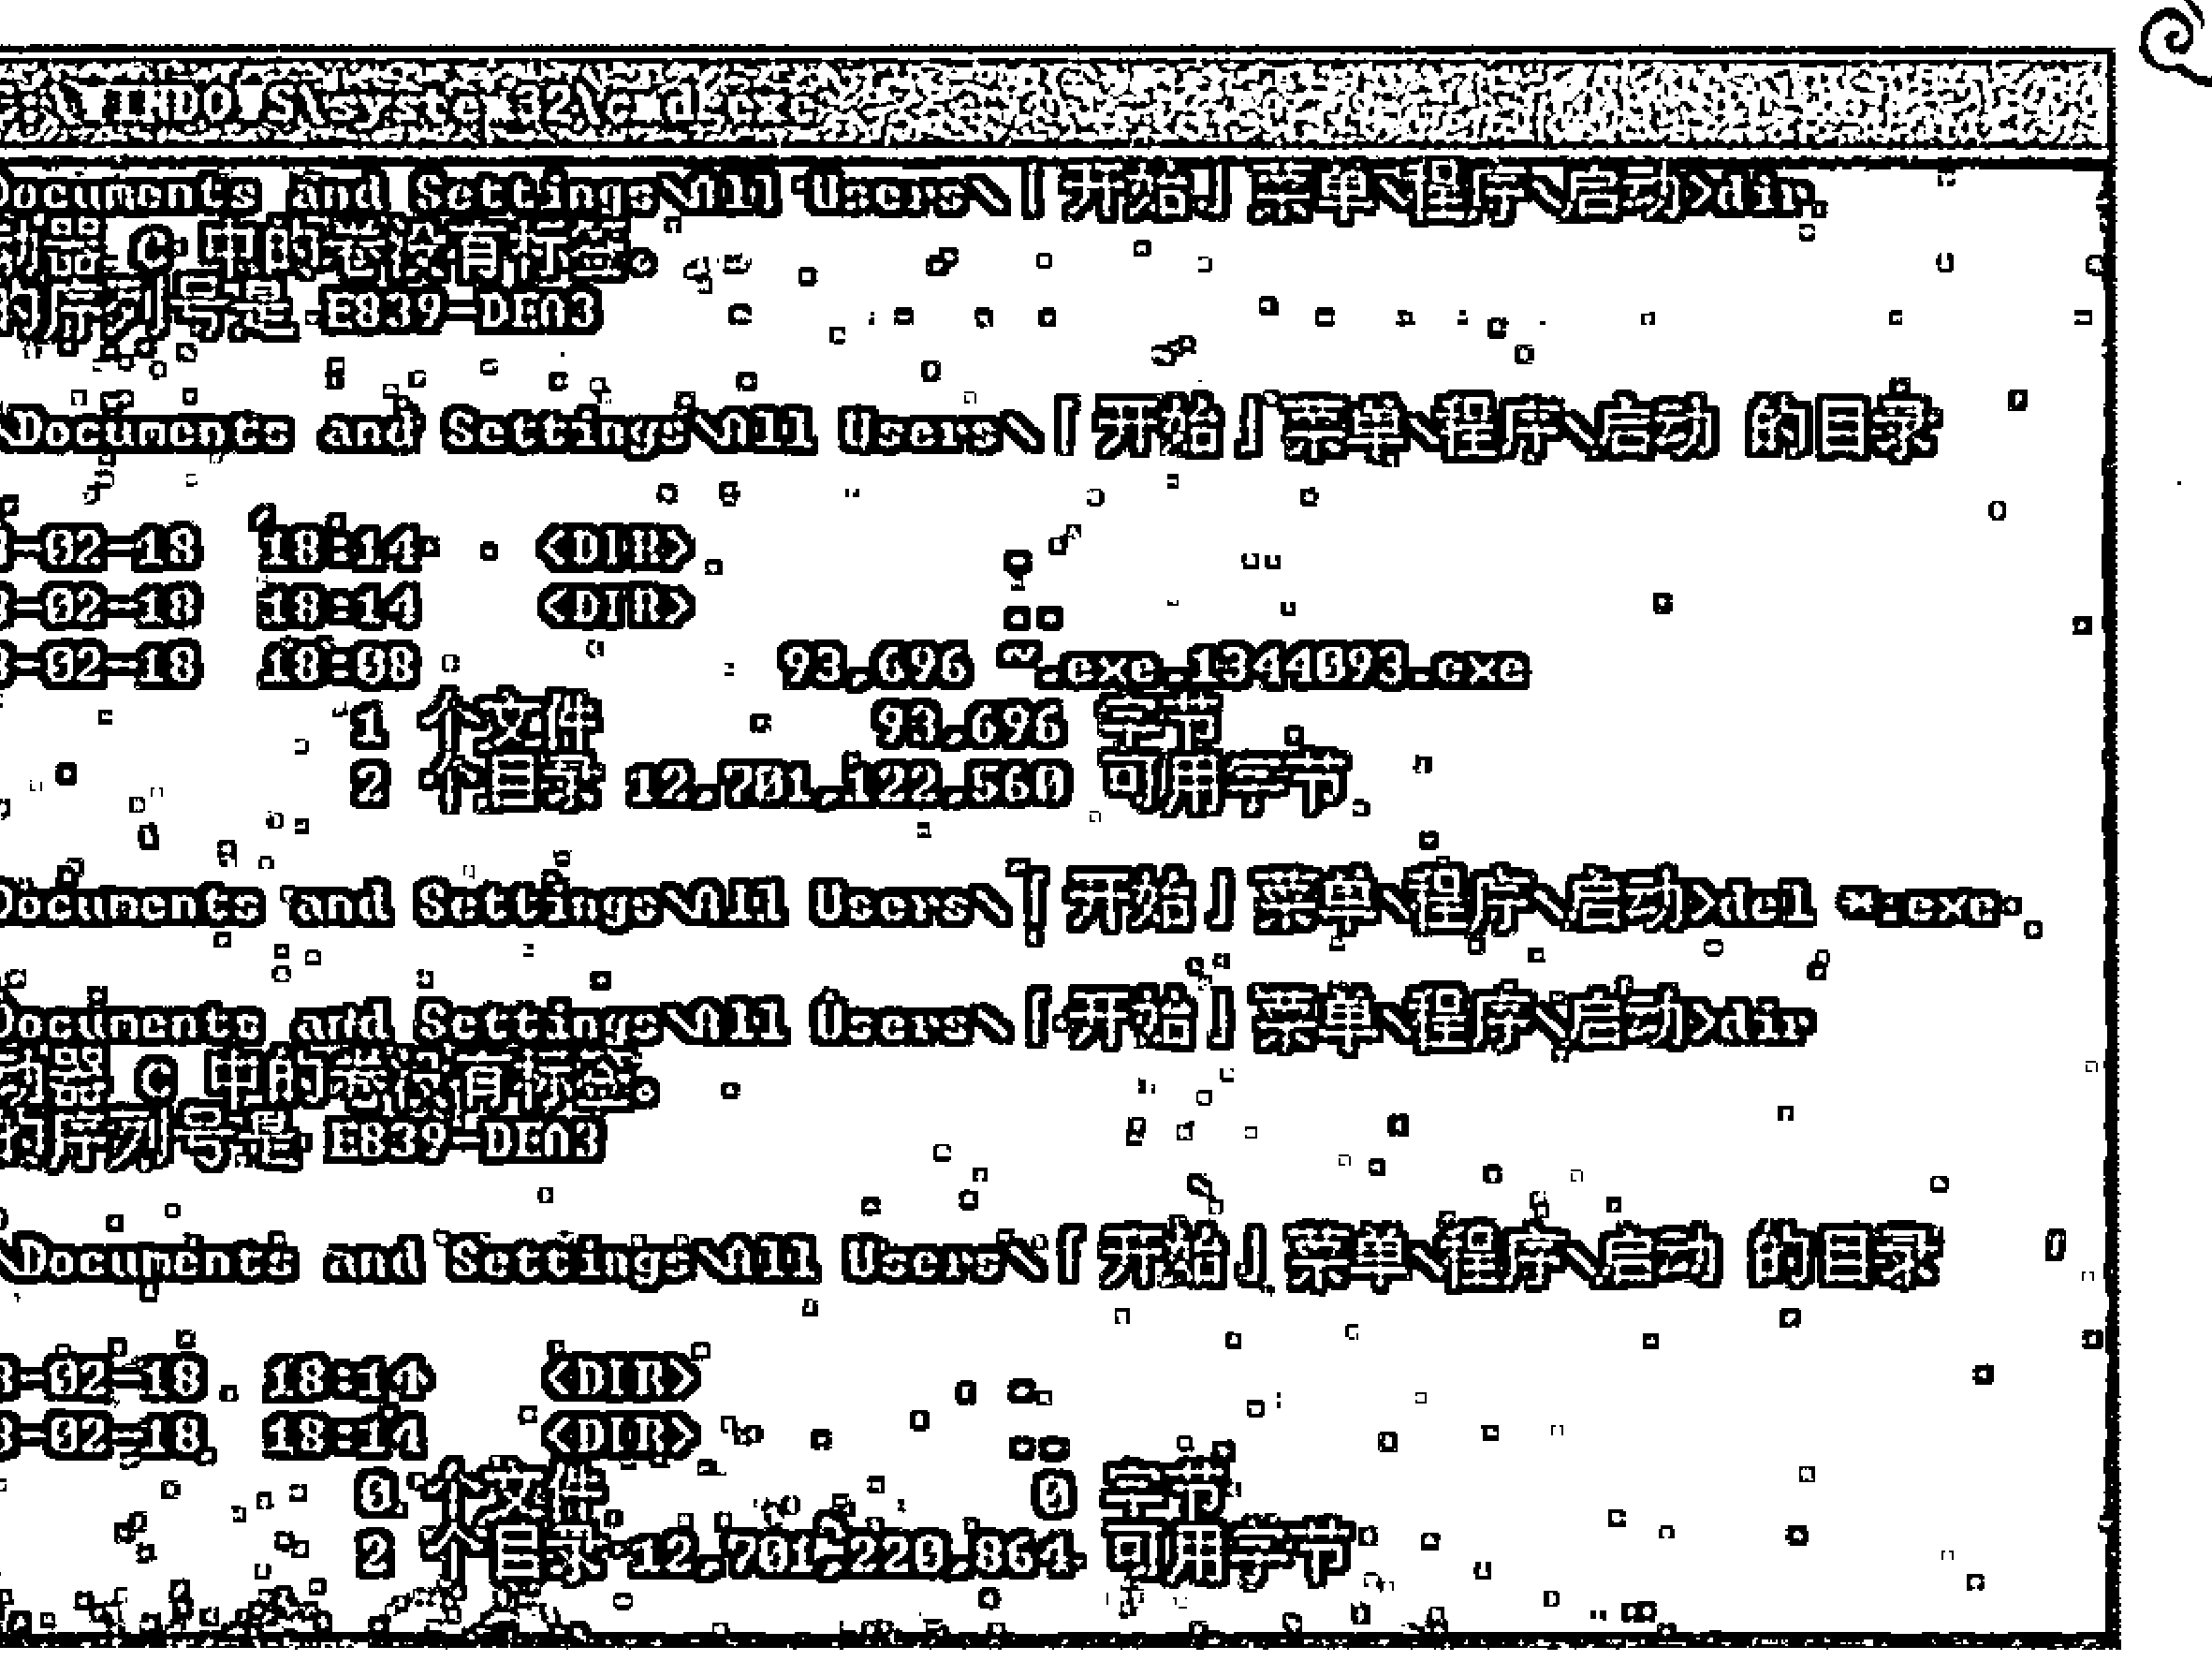 :\WINDOWS\system32\cmd.exe
Documents and Settings\All Users\「开始」菜单\程序\启动>dir
动器 C 中的卷没有标签。
的序列号是 E839-DEA3
\Documents and Settings\All Users\「开始」菜单\程序\启动 的目录
-02-18 18:14 <DIR> .
8-02-18 18:14 <DIR> ..
8-02-18 18:08 93,696 ~.exe.1344093.exe
1 个文件 93,696 字节
2 个目录 12,701,122,560 可用字节
Documents and Settings\All Users\「开始」菜单\程序\启动>del *.exe
Documents and Settings\All Users\「开始」菜单\程序\启动>dir
动器 C 中的卷没有标签。
的序列号是 E839-DEA3
\Documents and Settings\All Users\「开始」菜单\程序\启动 的目录
8-02-18 18:14 <DIR> .
8-02-18 18:14 <DIR> ..
0 个文件 0 字节
2 个目录 12,701,220,864 可用字节